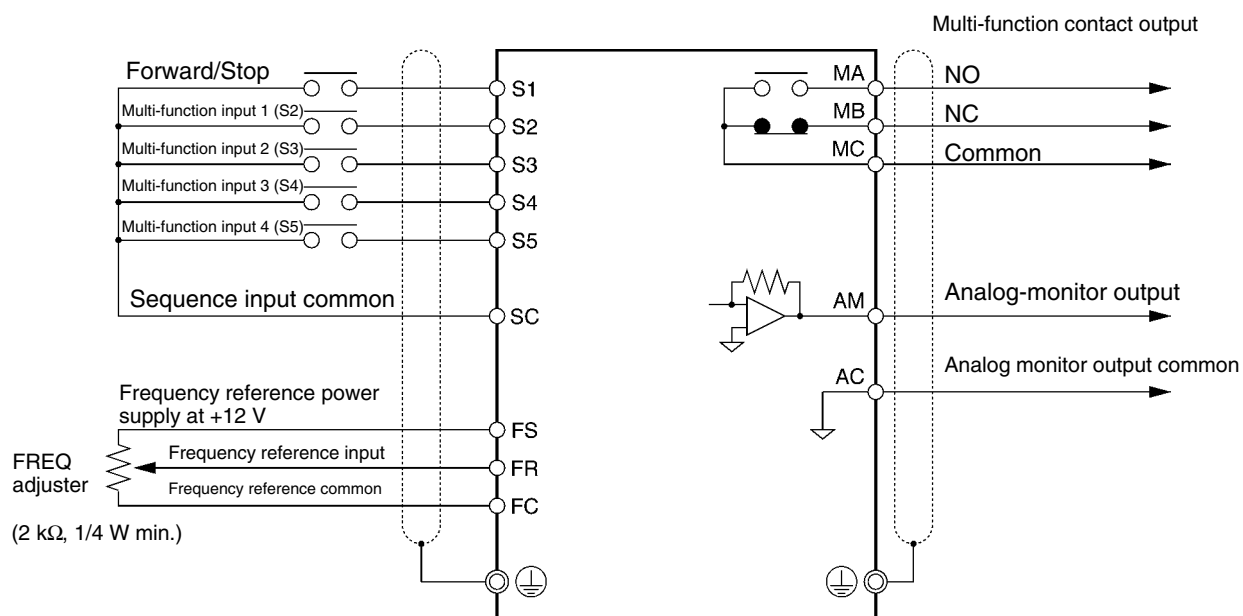 Multi-function contact output
Forward/Stop
S1
Multi-function input 1 (S2)
S2
Multi-function input 2 (S3)
S3
Multi-function input 3 (S4)
S4
Multi-function input 4 (S5)
S5
Sequence input common
SC
Frequency reference power
supply at +12 V
FS
FREQ
adjuster
Frequency reference input
FR
Frequency reference common
FC
(2 kΩ, 1/4 W min.)
MA
NO
MB
NC
MC
Common
AM
Analog-monitor output
AC
Analog monitor output common